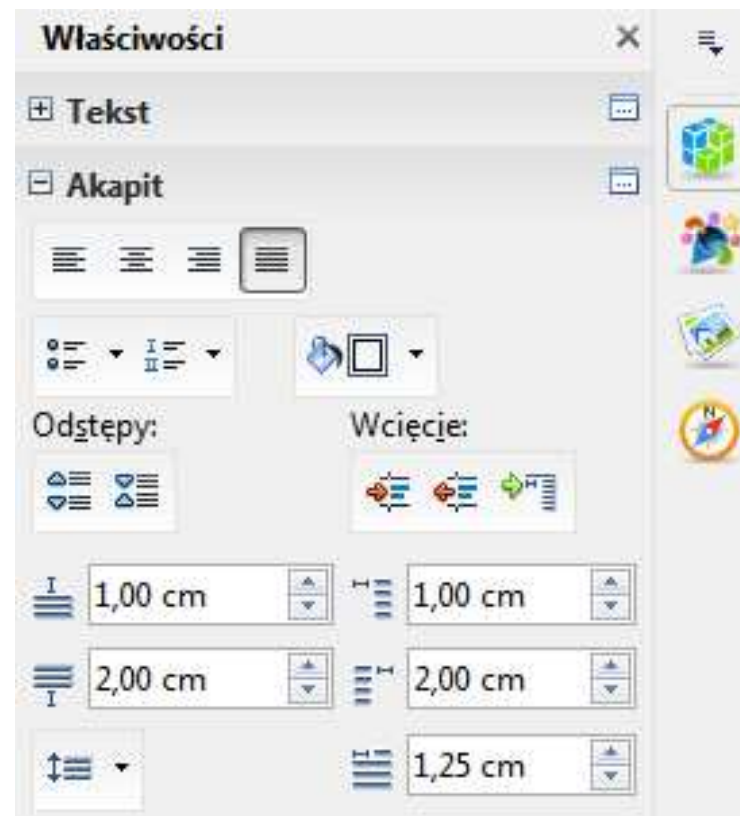 Właściwości
Tekst
Akapit
Odstępy: Wcięcie:
1,00 cm 1,00 cm
2,00 cm 2,00 cm
1,25 cm